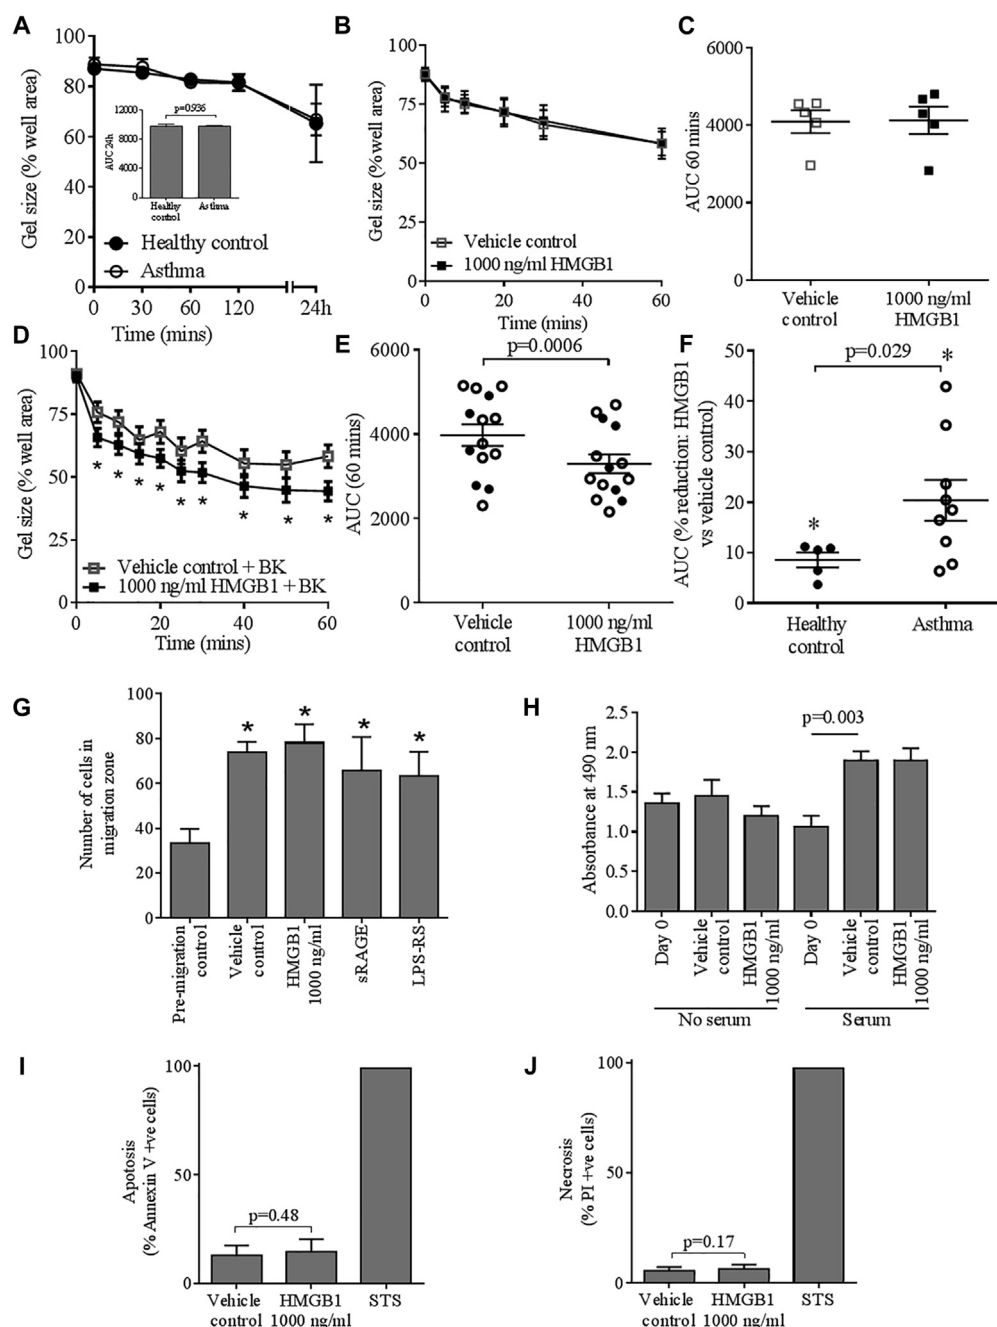 A
Gel size (% well area)
100
80
60
40
20
0
AUC 24h
12000
8000
4000
0
p=0.936
Healthy
control
Asthma
Healthy control
Asthma
0
30
60
120
24h
Time (mins)
B
Gel size (% well area)
100
75
50
25
0
Vehicle control
1000 ng/ml HMGB1
0
20
40
60
Time (mins)
C
AUC 60 mins
6000
4000
2000
0
Vehicle
control
1000 ng/ml
HMGB1
D
Gel size (% well area)
100
75
50
25
0
* * * * * * * * *
Vehicle control + BK
1000 ng/ml HMGB1 + BK
0
20
40
60
Time (mins)
E
AUC (60 mins)
6000
4000
2000
0
p=0.0006
Vehicle
control
1000 ng/ml
HMGB1
F
AUC (% reduction: HMGB1
vs vehicle control)
50
40
30
20
10
0
p=0.029
*
*
Healthy
control
Asthma
G
Number of cells in
migration zone
100
80
60
40
20
0
* * * *
Pre-migration
control
Vehicle
control
HMGB1
1000 ng/ml
sRAGE
LPS-RS
H
Absorbance at 490 nm
2.5
2.0
1.5
1.0
0.5
0.0
p=0.003
Day 0
Vehicle
control
HMGB1
1000 ng/ml
Day 0
Vehicle
control
HMGB1
1000 ng/ml
No serum
Serum
I
Apotosis
(% Annexin V +ve cells)
100
50
0
p=0.48
Vehicle
control
HMGB1
1000 ng/ml
STS
J
Necrosis
(% PI +ve cells)
100
50
0
p=0.17
Vehicle
control
HMGB1
1000 ng/ml
STS